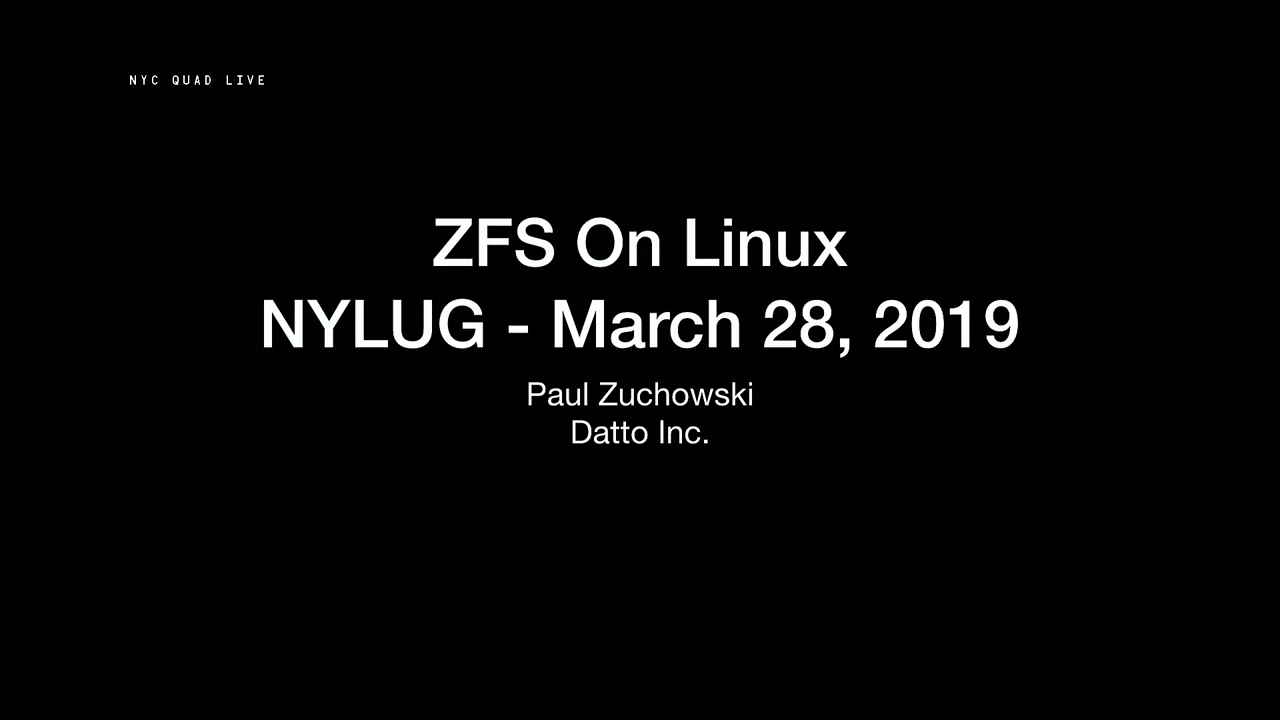 NYC QUAD LIVE
ZFS On Linux
NYLUG - March 28, 2019
Paul Zuchowski
Datto Inc.